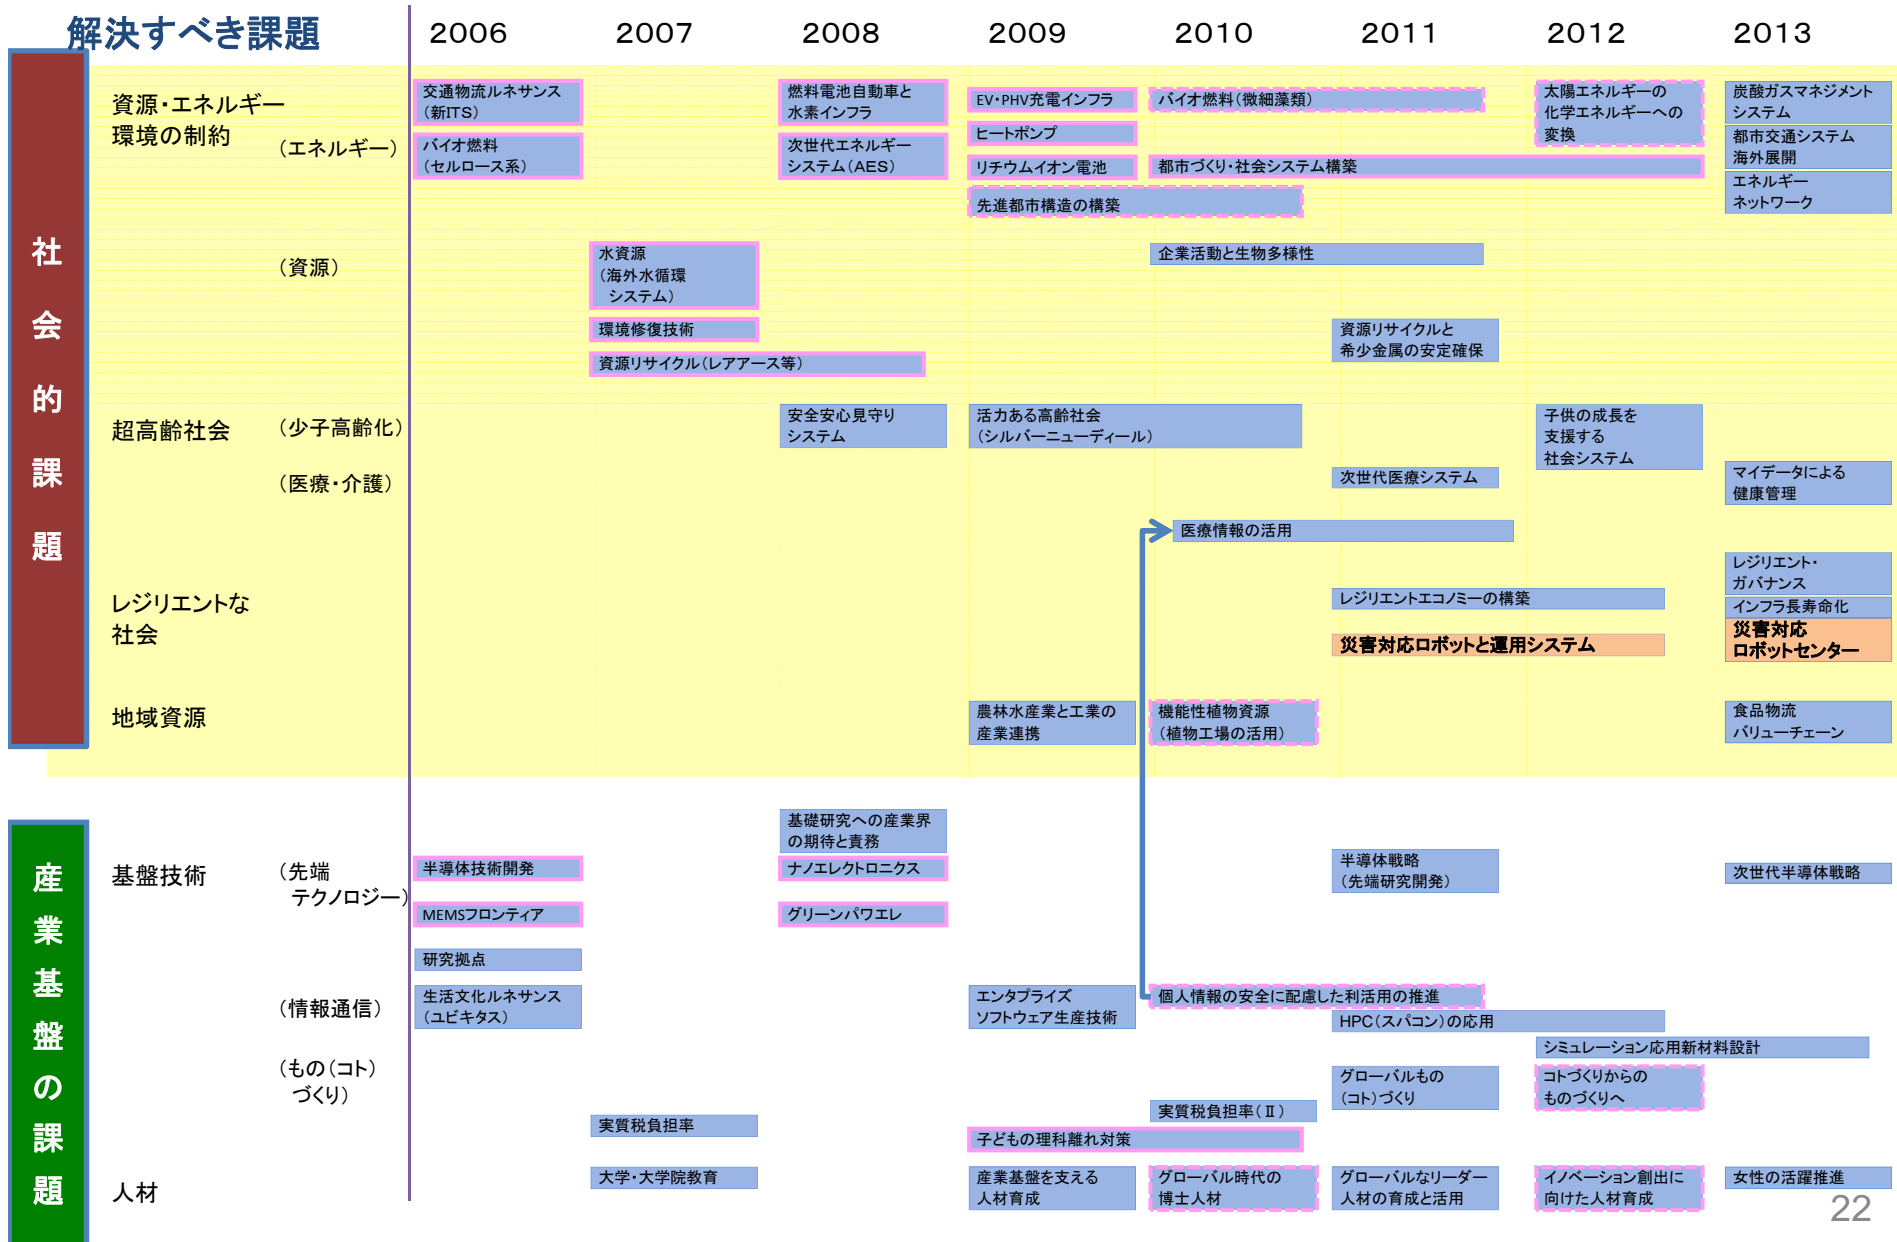 解決すべき課題
2006
2007
2008
2009
2010
2011
2012
2013
社会的課題
資源・エネルギー
環境の制約
（エネルギー）
交通物流ルネサンス
（新ITS）
バイオ燃料
（セルロース系）
燃料電池自動車と
水素インフラ
次世代エネルギー
システム（AES）
EV・PHV充電インフラ
ヒートポンプ
リチウムイオン電池
先進都市構造の構築
バイオ燃料（微細藻類）
都市づくり・社会システム構築
太陽エネルギーの
化学エネルギーへの
変換
炭酸ガスマネジメント
システム
都市交通システム
海外展開
エネルギー
ネットワーク
（資源）
水資源
（海外水循環
システム）
環境修復技術
資源リサイクル（レアアース等）
企業活動と生物多様性
資源リサイクルと
希少金属の安定確保
超高齢社会
（少子高齢化）
安全安心見守り
システム
活力ある高齢社会
（シルバーニューディール）
子供の成長を
支援する
社会システム
（医療・介護）
次世代医療システム
マイデータによる
健康管理
医療情報の活用
レジリエントな
社会
レジリエントエコノミーの構築
災害対応ロボットと運用システム
レジリエント・
ガバナンス
インフラ長寿命化
災害対応
ロボットセンター
地域資源
農林水産業と工業の
産業連携
機能性植物資源
（植物工場の活用）
食品物流
バリューチェーン
産業基盤の課題
基盤技術
（先端
テクノロジー）
半導体技術開発
MEMSフロンティア
研究拠点
基礎研究への産業界
の期待と責務
ナノエレクトロニクス
グリーンパワエレ
半導体戦略
（先端研究開発）
次世代半導体戦略
（情報通信）
生活文化ルネサンス
（ユビキタス）
エンタプライズ
ソフトウェア生産技術
個人情報の安全に配慮した利活用の推進
HPC（スパコン）の応用
シミュレーション応用新材料設計
（もの（コト）
づくり）
グローバルもの
（コト）づくり
コトづくりからの
ものづくりへ
実質税負担率
実質税負担率（Ⅱ）
子どもの理科離れ対策
人材
大学・大学院教育
産業基盤を支える
人材育成
グローバル時代の
博士人材
グローバルなリーダー
人材の育成と活用
イノベーション創出に
向けた人材育成
女性の活躍推進
22